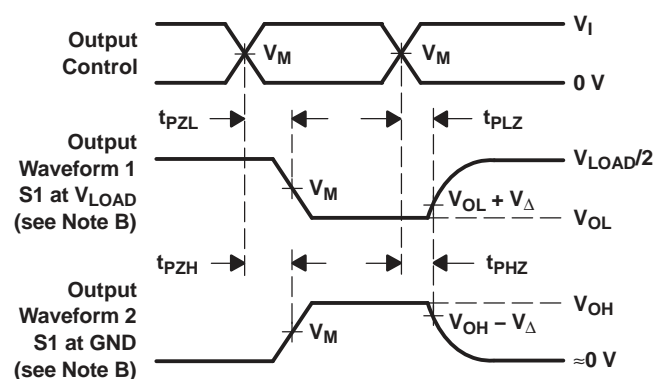 Output
Control
V_M
V_M
V_I
0 V
t_PZL
t_PLZ
Output
Waveform 1
S1 at V_LOAD
(see Note B)
V_M
V_LOAD/2
V_OL + V_Δ
V_OL
t_PZH
t_PHZ
Output
Waveform 2
S1 at GND
(see Note B)
V_M
V_OH
V_OH − V_Δ
≈0 V